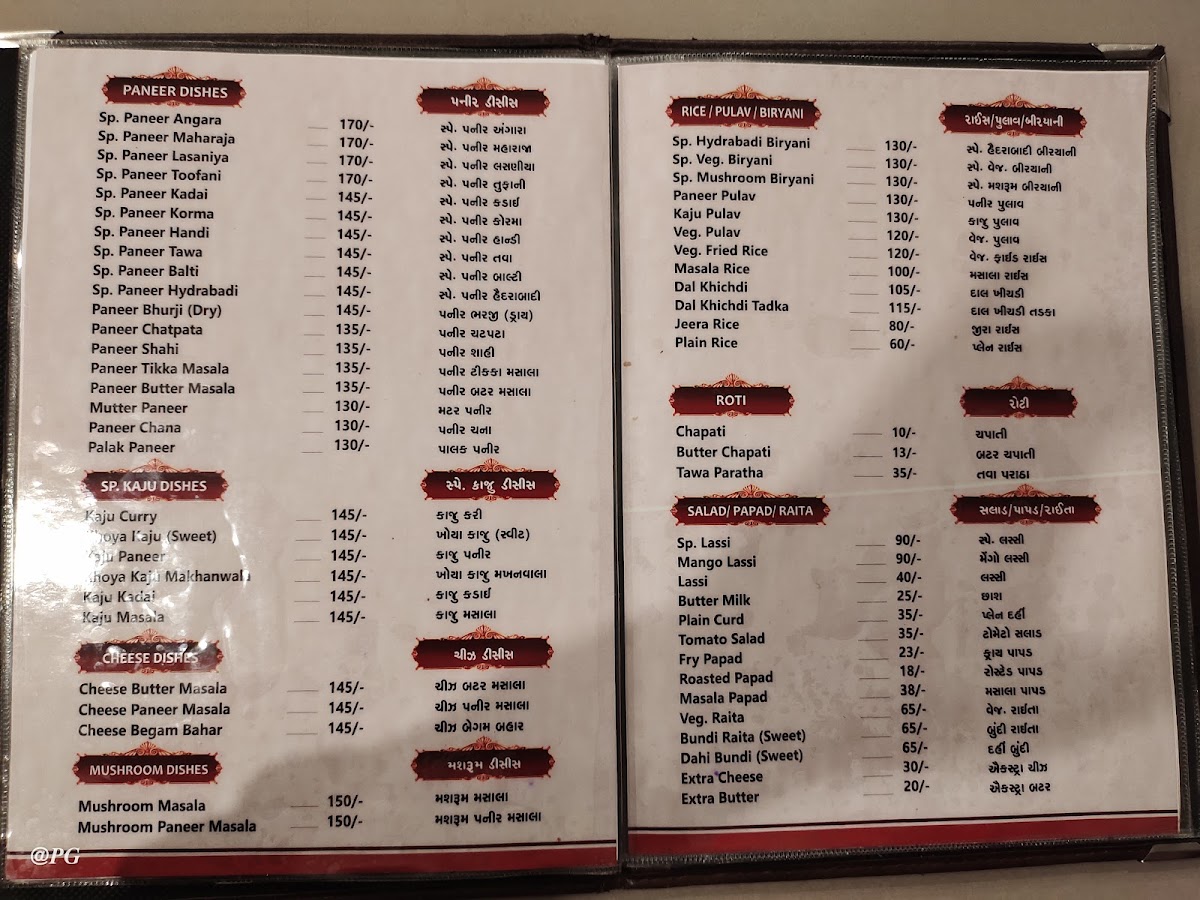 PANEER DISHES પનીર ડીસીસ
Sp. Paneer Angara 170/- સ્પે. પનીર અંગારા
Sp. Paneer Maharaja 170/- સ્પે. પનીર મહારાજા
Sp. Paneer Lasaniya 170/- સ્પે. પનીર લસણીયા
Sp. Paneer Toofani 170/- સ્પે. પનીર તુફાની
Sp. Paneer Kadai 145/- સ્પે. પનીર કડાઈ
Sp. Paneer Korma 145/- સ્પે. પનીર કોરમા
Sp. Paneer Handi 145/- સ્પે. પનીર હાન્ડી
Sp. Paneer Tawa 145/- સ્પે. પનીર તવા
Sp. Paneer Balti 145/- સ્પે. પનીર બાલ્ટી
Sp. Paneer Hydrabadi 145/- સ્પે. પનીર હૈદરાબાદી
Paneer Bhurji (Dry) 145/- પનીર ભરજી (ડ્રાય)
Paneer Chatpata 135/- પનીર ચટપટા
Paneer Shahi 135/- પનીર શાહી
Paneer Tikka Masala 135/- પનીર ટીકકા મસાલા
Paneer Butter Masala 135/- પનીર બટર મસાલા
Mutter Paneer 130/- મટર પનીર
Paneer Chana 130/- પનીર ચના
Palak Paneer 130/- પાલક પનીર
SP. KAJU DISHES સ્પે. કાજુ ડીસીસ
Kaju Curry 145/- કાજુ કરી
Khoya Kaju (Sweet) 145/- ખોયા કાજુ (સ્વીટ)
Kaju Paneer 145/- કાજુ પનીર
Khoya Kaju Makhanwala 145/- ખોયા કાજુ મખનવાલા
Kaju Kadai 145/- કાજુ કડાઈ
Kaju Masala 145/- કાજુ મસાલા
CHEESE DISHES ચીઝ ડીસીસ
Cheese Butter Masala 145/- ચીઝ બટર મસાલા
Cheese Paneer Masala 145/- ચીઝ પનીર મસાલા
Cheese Begam Bahar 145/- ચીઝ બેગમ બહાર
MUSHROOM DISHES મશરૂમ ડીસીસ
Mushroom Masala 150/- મશરૂમ મસાલા
Mushroom Paneer Masala 150/- મશરૂમ પનીર મસાલા
@PG
RICE / PULAV / BIRYANI રાઈસ/પુલાવ/બીરયાની
Sp. Hydrabadi Biryani 130/- સ્પે. હૈદરાબાદી બીરયાની
Sp. Veg. Biryani 130/- સ્પે. વેજ. બીરયાની
Sp. Mushroom Biryani 130/- સ્પે. મશરૂમ બીરયાની
Paneer Pulav 130/- પનીર પુલાવ
Kaju Pulav 130/- કાજુ પુલાવ
Veg. Pulav 120/- વેજ. પુલાવ
Veg. Fried Rice 120/- વેજ. ફ્રાઈડ રાઈસ
Masala Rice 100/- મસાલા રાઈસ
Dal Khichdi 105/- દાલ ખીચડી
Dal Khichdi Tadka 115/- દાલ ખીચડી તડકા
Jeera Rice 80/- જીરા રાઈસ
Plain Rice 60/- પ્લેન રાઈસ
ROTI રોટી
Chapati 10/- ચપાતી
Butter Chapati 13/- બટર ચપાતી
Tawa Paratha 35/- તવા પરાઠા
SALAD/ PAPAD/ RAITA સલાડ/પાપડ/રાઈતા
Sp. Lassi 90/- સ્પે. લસ્સી
Mango Lassi 90/- મેંગો લસ્સી
Lassi 40/- લસ્સી
Butter Milk 25/- છાશ
Plain Curd 35/- પ્લેન દહીં
Tomato Salad 35/- ટોમેટો સલાડ
Fry Papad 23/- ફ્રાય પાપડ
Roasted Papad 18/- રોસ્ટેડ પાપડ
Masala Papad 38/- મસાલા પાપડ
Veg. Raita 65/- વેજ. રાઈતા
Bundi Raita (Sweet) 65/- બુંદી રાઈતા
Dahi Bundi (Sweet) 65/- દહીં બુંદી
Extra Cheese 30/- એકસ્ટ્રા ચીઝ
Extra Butter 20/- એકસ્ટ્રા બટર